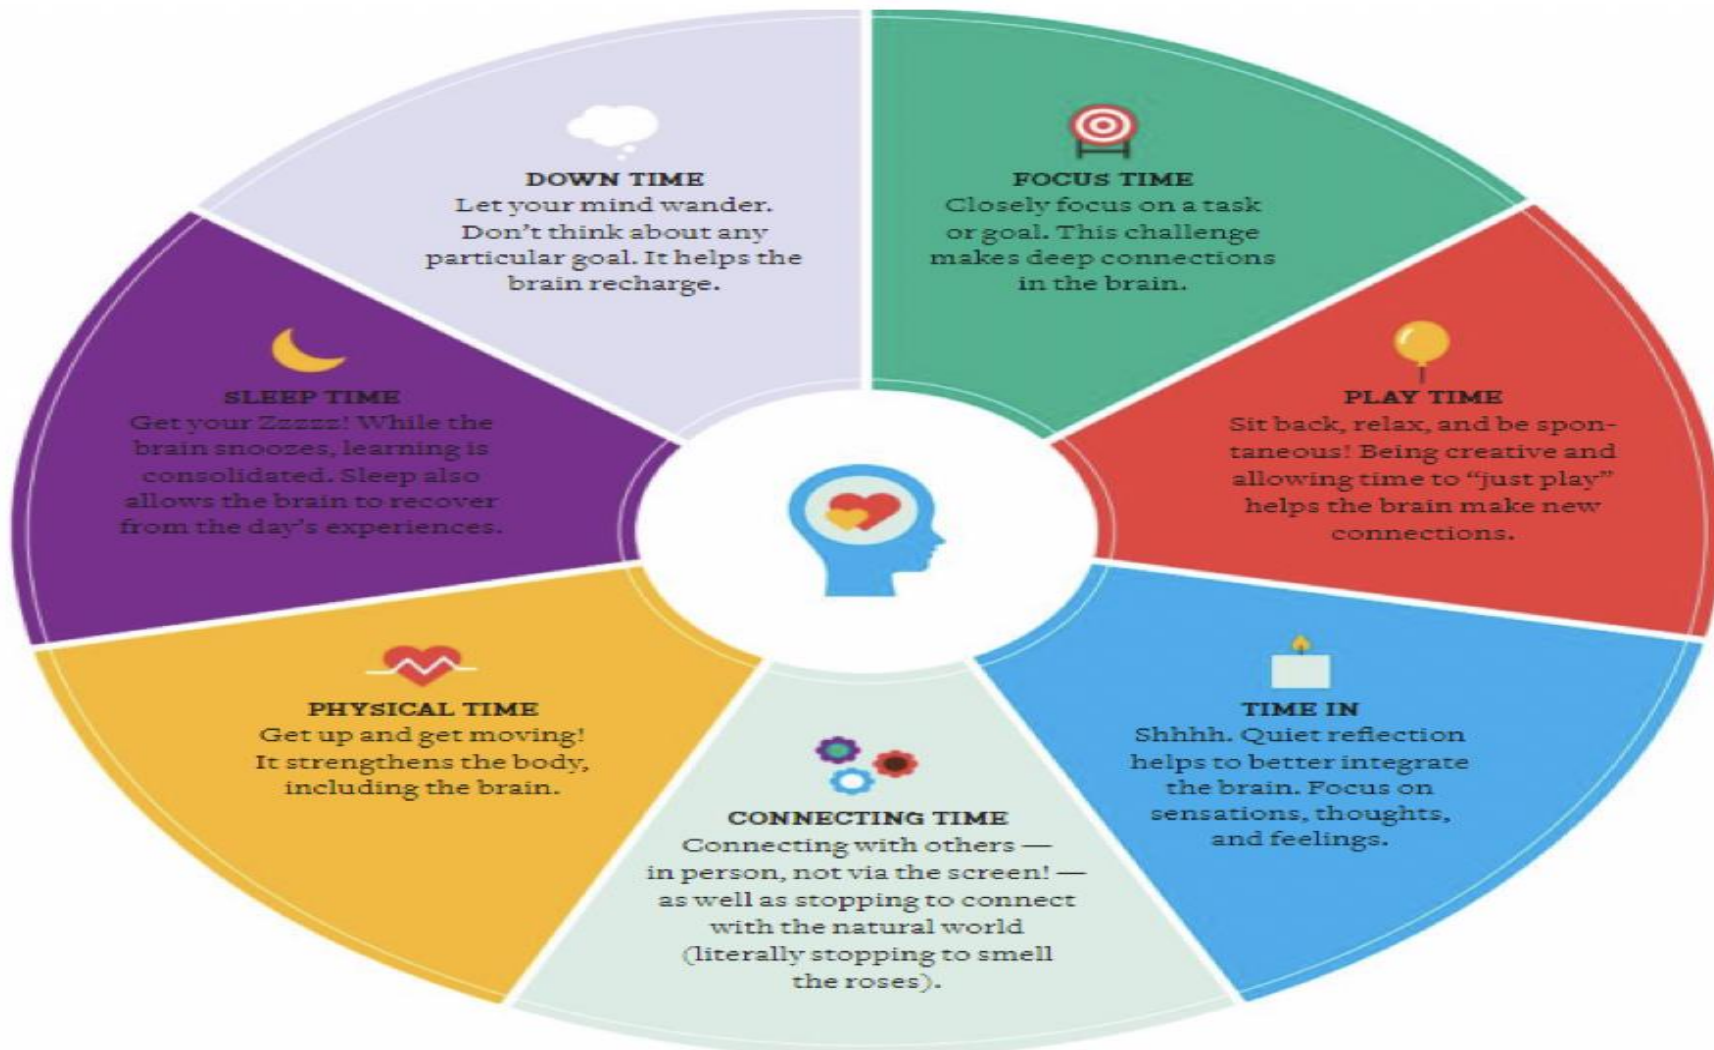 DOWN TIME
Let your mind wander.
Don't think about any
particular goal. It helps the
brain recharge.
FOCUS TIME
Closely focus on a task
or goal. This challenge
makes deep connections
in the brain.
SLEEP TIME
Get your Zzzzz! While the
brain snoozes, learning is
consolidated. Sleep also
allows the brain to recover
from the day's experiences.
PLAY TIME
Sit back, relax, and be spon-
taneous! Being creative and
allowing time to “just play”
helps the brain make new
connections.
PHYSICAL TIME
Get up and get moving!
It strengthens the body,
including the brain.
CONNECTING TIME
Connecting with others —
in person, not via the screen! —
as well as stopping to connect
with the natural world
(literally stopping to smell
the roses).
TIME IN
Shhhh. Quiet reflection
helps to better integrate
the brain. Focus on
sensations, thoughts,
and feelings.